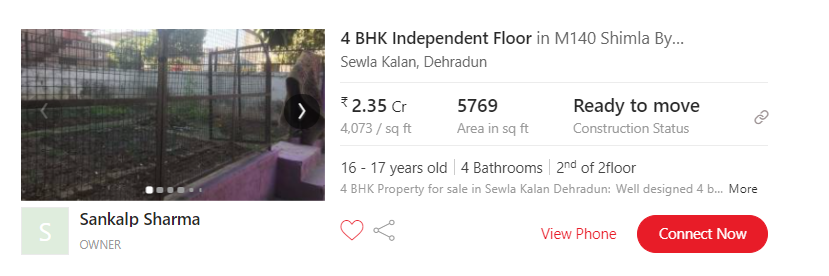 4 BHK Independent Floor in M140 Shimla By...
Sewla Kalan, Dehradun
₹ 2.35 Cr
4,073 / sq ft
5769
Area in sq ft
Ready to move
Construction Status
16 - 17 years old | 4 Bathrooms | 2nd of 2floor
4 BHK Property for sale in Sewla Kalan Dehradun: Well designed 4 b... More
S
Sankalp Sharma
OWNER
View Phone
Connect Now